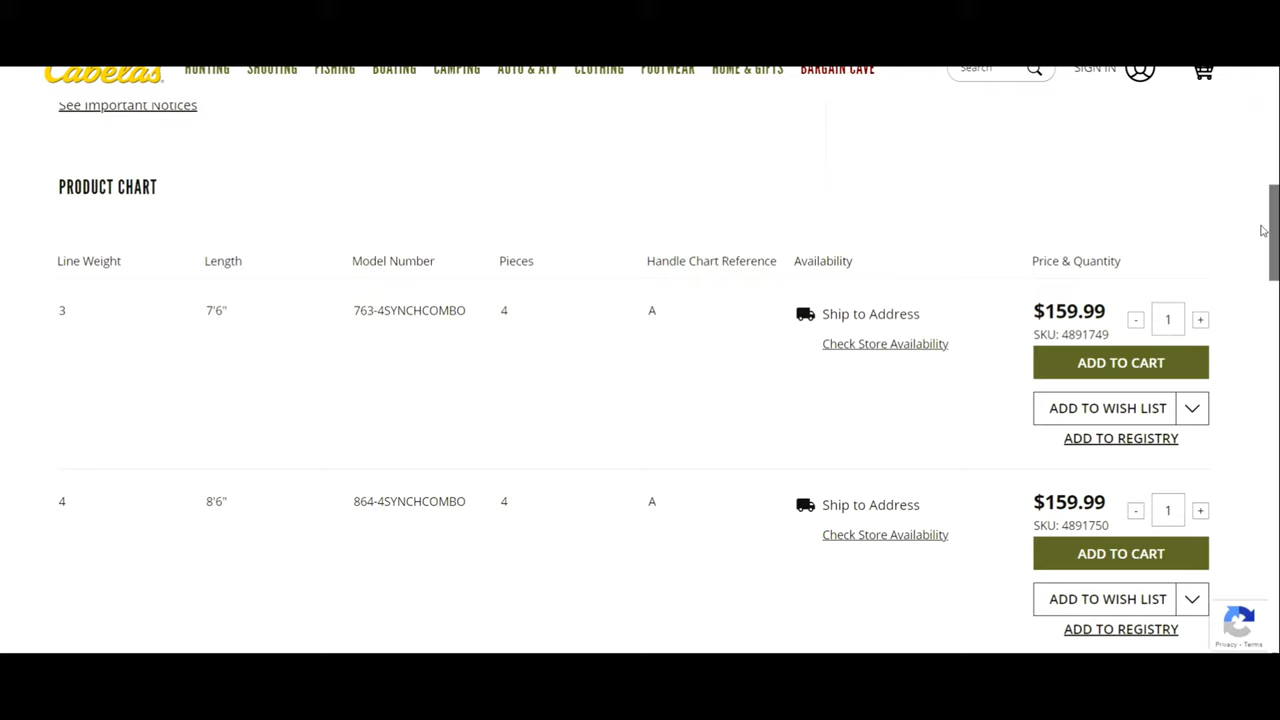 Cabela's HUNTING SHOOTING FISHING BOATING CAMPING AUTO & ATV CLOTHING FOOTWEAR HOME & GIFTS BARGAIN CAVE Search SIGN IN
See Important Notices
PRODUCT CHART
Line Weight Length Model Number Pieces Handle Chart Reference Availability Price & Quantity
3 7'6" 763-4SYNCHCOMBO 4 A Ship to Address $159.99 - 1 +
SKU: 4891749
Check Store Availability
ADD TO CART
ADD TO WISH LIST
ADD TO REGISTRY
4 8'6" 864-4SYNCHCOMBO 4 A Ship to Address $159.99 - 1 +
SKU: 4891750
Check Store Availability
ADD TO CART
ADD TO WISH LIST
ADD TO REGISTRY
Privacy - Terms